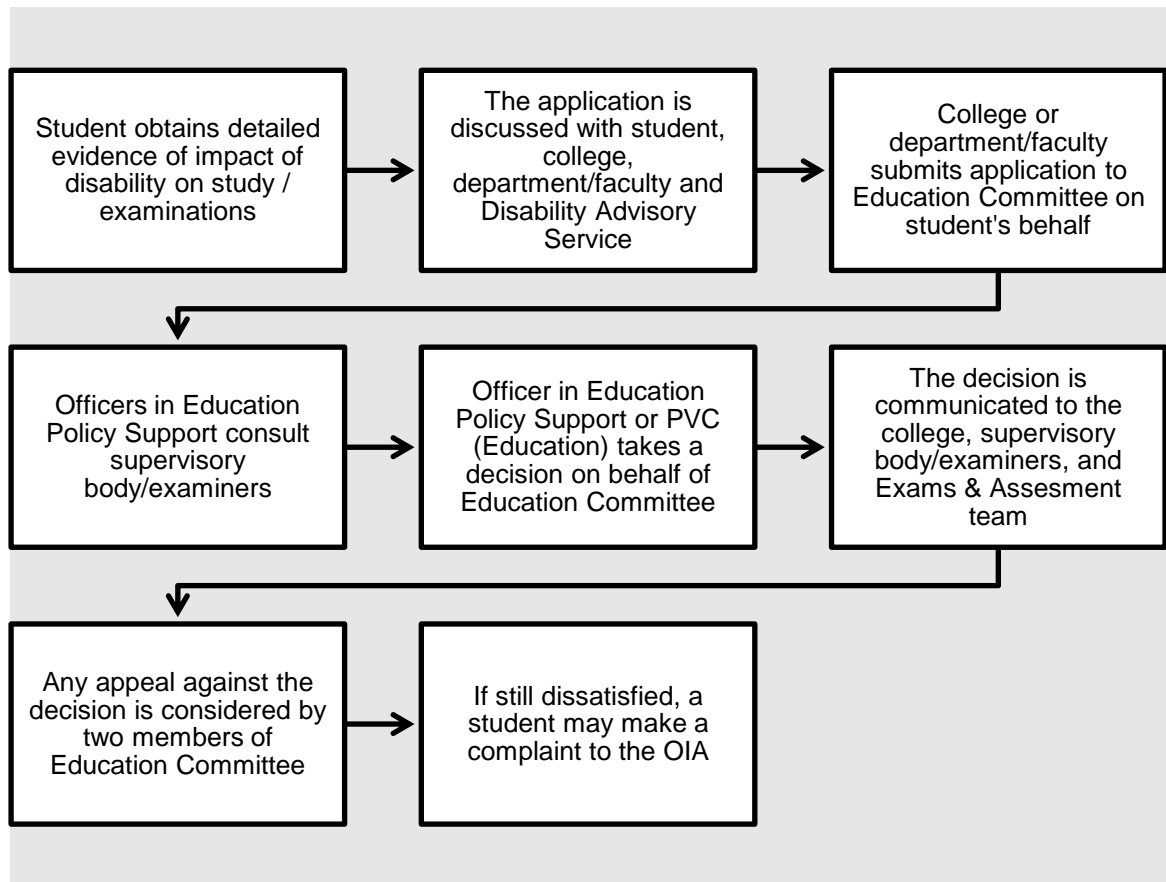 Student obtains detailed
evidence of impact of
disability on study /
examinations
The application is
discussed with student,
college,
department/faculty and
Disability Advisory
Service
College or
department/faculty
submits application to
Education Committee on
student's behalf
Officers in Education
Policy Support consult
supervisory
body/examiners
Officer in Education
Policy Support or PVC
(Education) takes a
decision on behalf of
Education Committee
The decision is
communicated to the
college, supervisory
body/examiners, and
Exams & Assesment
team
Any appeal against the
decision is considered by
two members of
Education Committee
If still dissatisfied, a
student may make a
complaint to the OIA